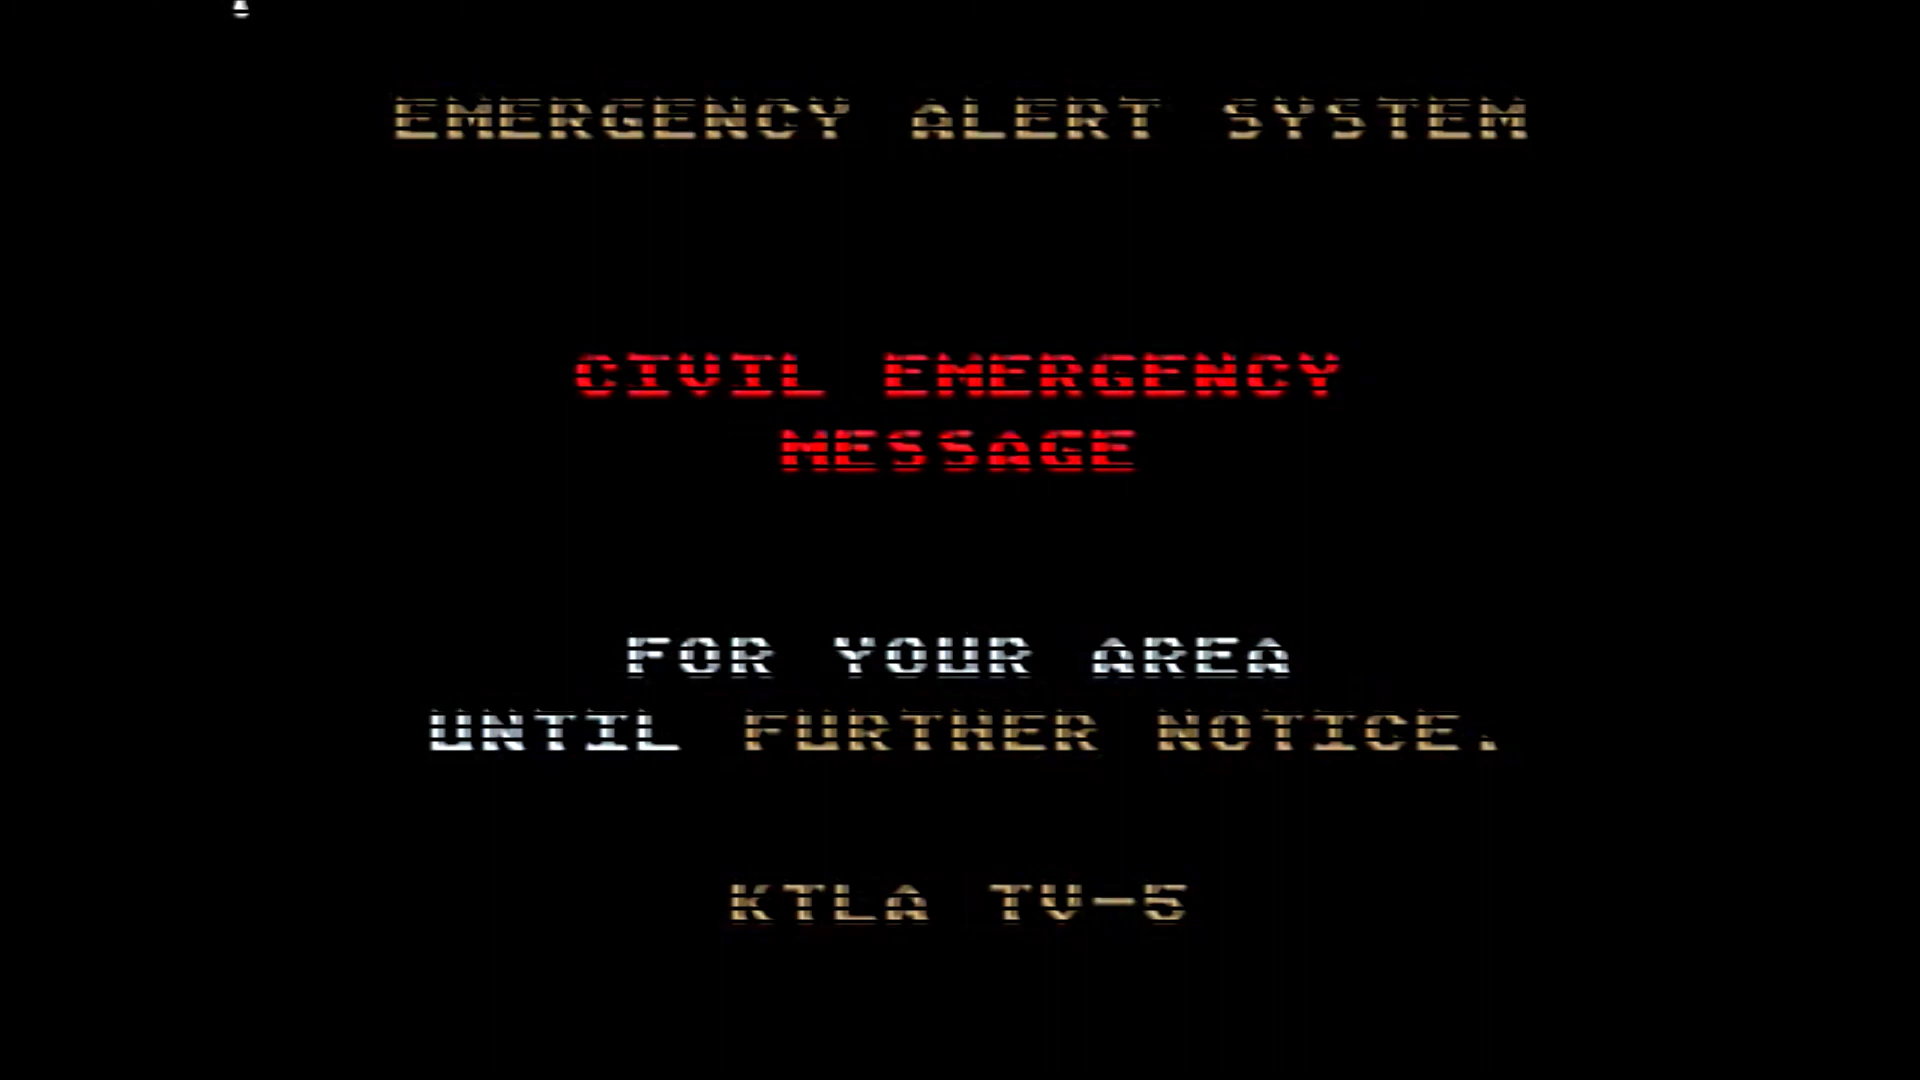 EMERGENCY ALERT SYSTEM
CIVIL EMERGENCY
MESSAGE
FOR YOUR AREA
UNTIL FURTHER NOTICE.
KTLA TV-5